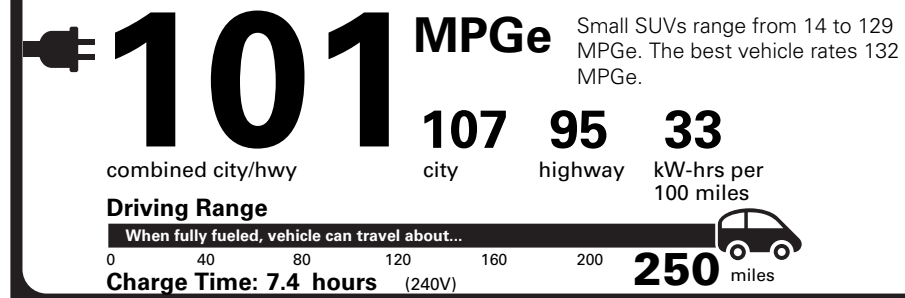 101 MPGe
Small SUVs range from 14 to 129
MPGe. The best vehicle rates 132
MPGe.
combined city/hwy
107
city
95
highway
33
kW-hrs per
100 miles
Driving Range
When fully fueled, vehicle can travel about...
0 40 80 120 160 200 250 miles
Charge Time: 7.4 hours (240V)